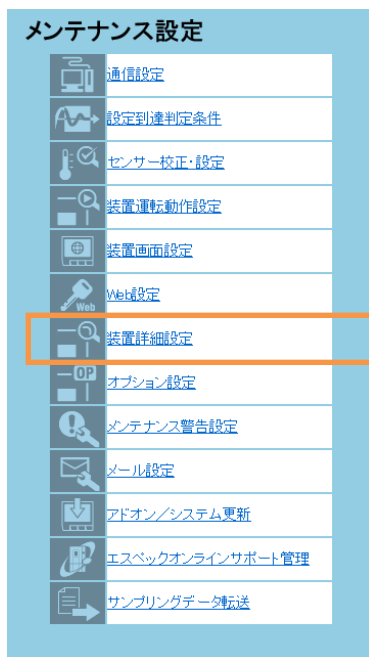 メンテナンス設定
通信設定
設定到達判定条件
センサー校正・設定
装置運転動作設定
装置画面設定
Web
Web設定
装置詳細設定
OP
オプション設定
メンテナンス警告設定
メール設定
アドオン／システム更新
エスペックオンラインサポート管理
サンプリングデータ転送